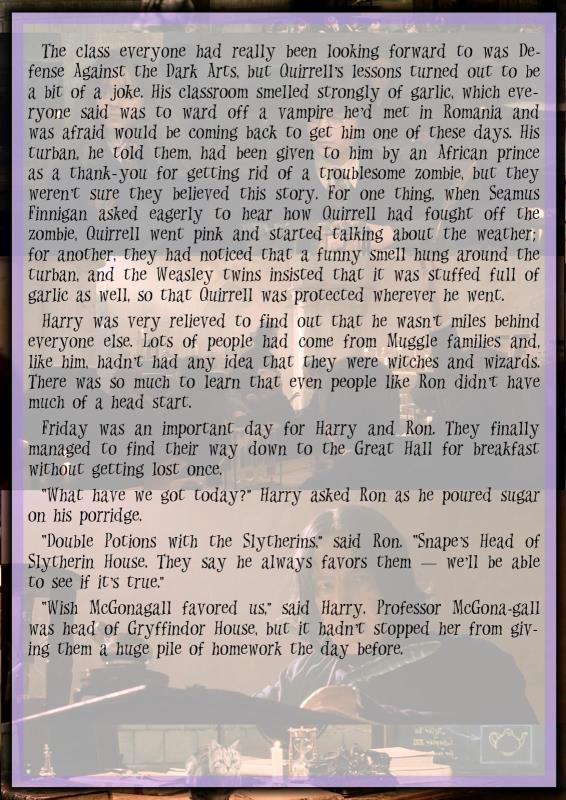 The class everyone had really been looking forward to was De-
fense Against the Dark Arts, but Quirrell's lessons turned out to be
a bit of a joke. His classroom smelled strongly of garlic, which eve-
ryone said was to ward off a vampire he'd met in Romania and
was afraid would be coming back to get him one of these days. His
turban, he told them, had been given to him by an African prince
as a thank-you for getting rid of a troublesome zombie, but they
weren't sure they believed this story. For one thing, when Seamus
Finnigan asked eagerly to hear how Quirrell had fought off the
zombie, Quirrell went pink and started talking about the weather;
for another, they had noticed that a funny smell hung around the
turban, and the Weasley twins insisted that it was stuffed full of
garlic as well, so that Quirrell was protected wherever he went.
Harry was very relieved to find out that he wasn't miles behind
everyone else. Lots of people had come from Muggle families and,
like him, hadn't had any idea that they were witches and wizards.
There was so much to learn that even people like Ron didn't have
much of a head start.
Friday was an important day for Harry and Ron. They finally
managed to find their way down to the Great Hall for breakfast
without getting lost once.
"What have we got today?" Harry asked Ron as he poured sugar
on his porridge.
"Double Potions with the Slytherins," said Ron. "Snape's Head of
Slytherin House. They say he always favors them — we'll be able
to see if it's true."
"Wish McGonagall favored us," said Harry. Professor McGona-gall
was head of Gryffindor House, but it hadn't stopped her from giv-
ing them a huge pile of homework the day before.